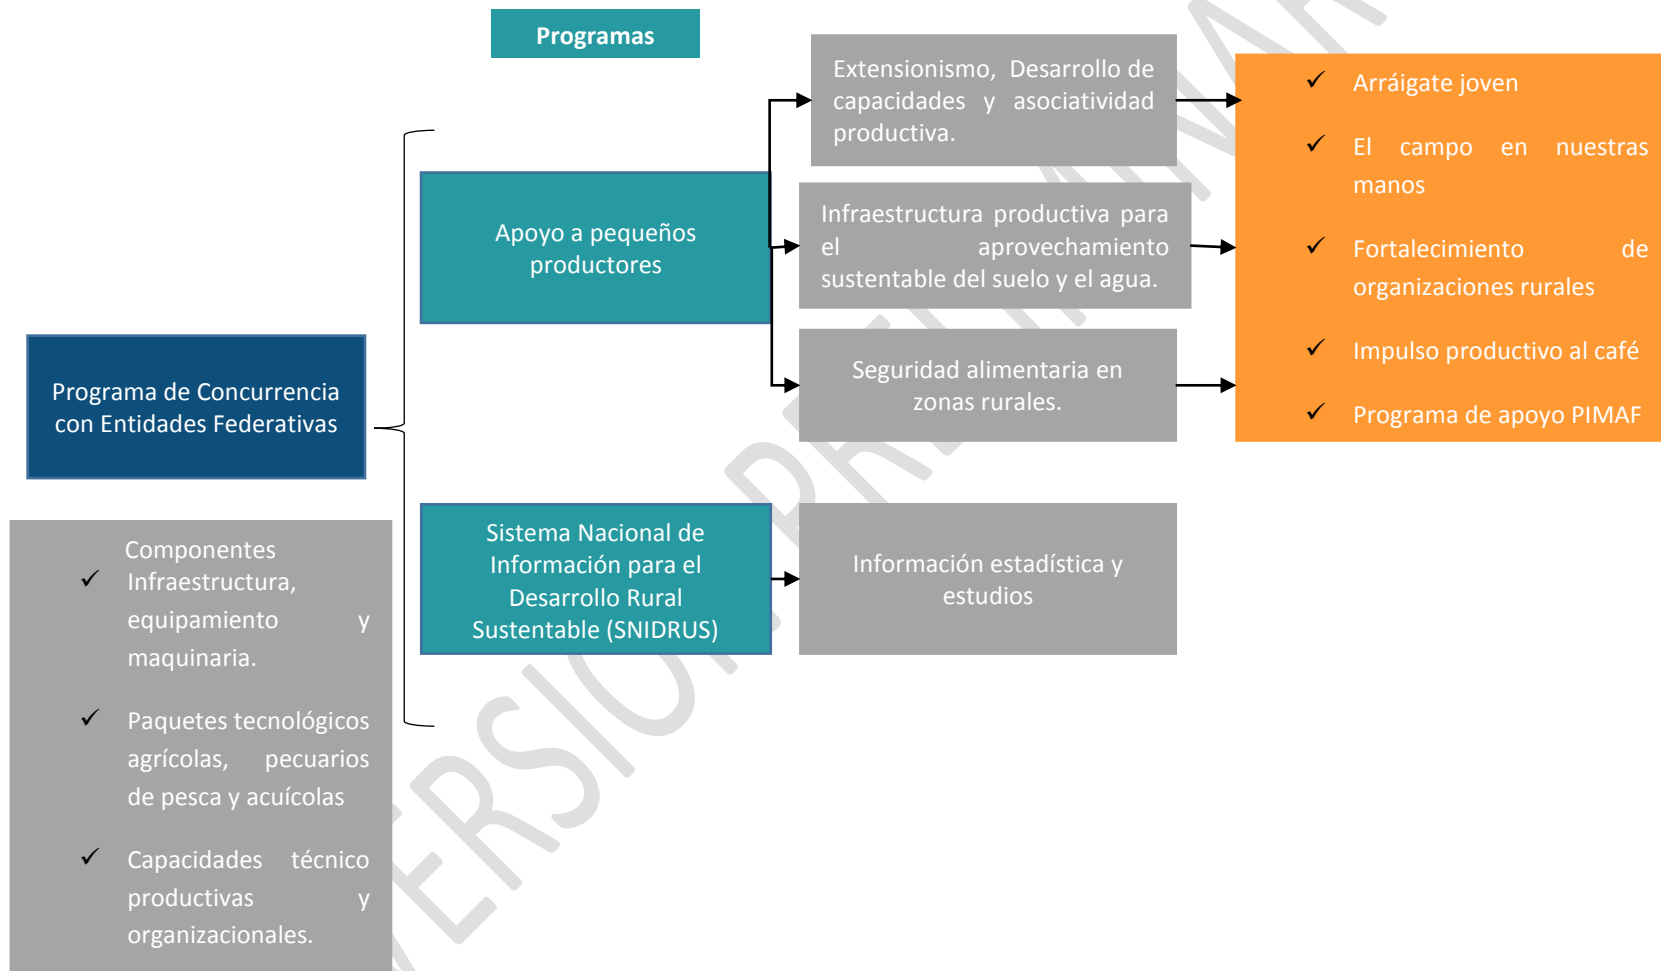 Programas
Programa de Concurrencia
con Entidades Federativas
Componentes
✓ Infraestructura,
equipamiento y
maquinaria.
✓ Paquetes tecnológicos
agrícolas, pecuarios
de pesca y acuícolas
✓ Capacidades técnico
productivas y
organizacionales.
Apoyo a pequeños
productores
Sistema Nacional de
Información para el
Desarrollo Rural
Sustentable (SNIDRUS)
Extensionismo, Desarrollo de
capacidades y asociatividad
productiva.
Infraestructura productiva para
el aprovechamiento
sustentable del suelo y el agua.
Seguridad alimentaria en
zonas rurales.
Información estadística y
estudios
✓ Arráigate joven
✓ El campo en nuestras
manos
✓ Fortalecimiento de
organizaciones rurales
✓ Impulso productivo al café
✓ Programa de apoyo PIMAF